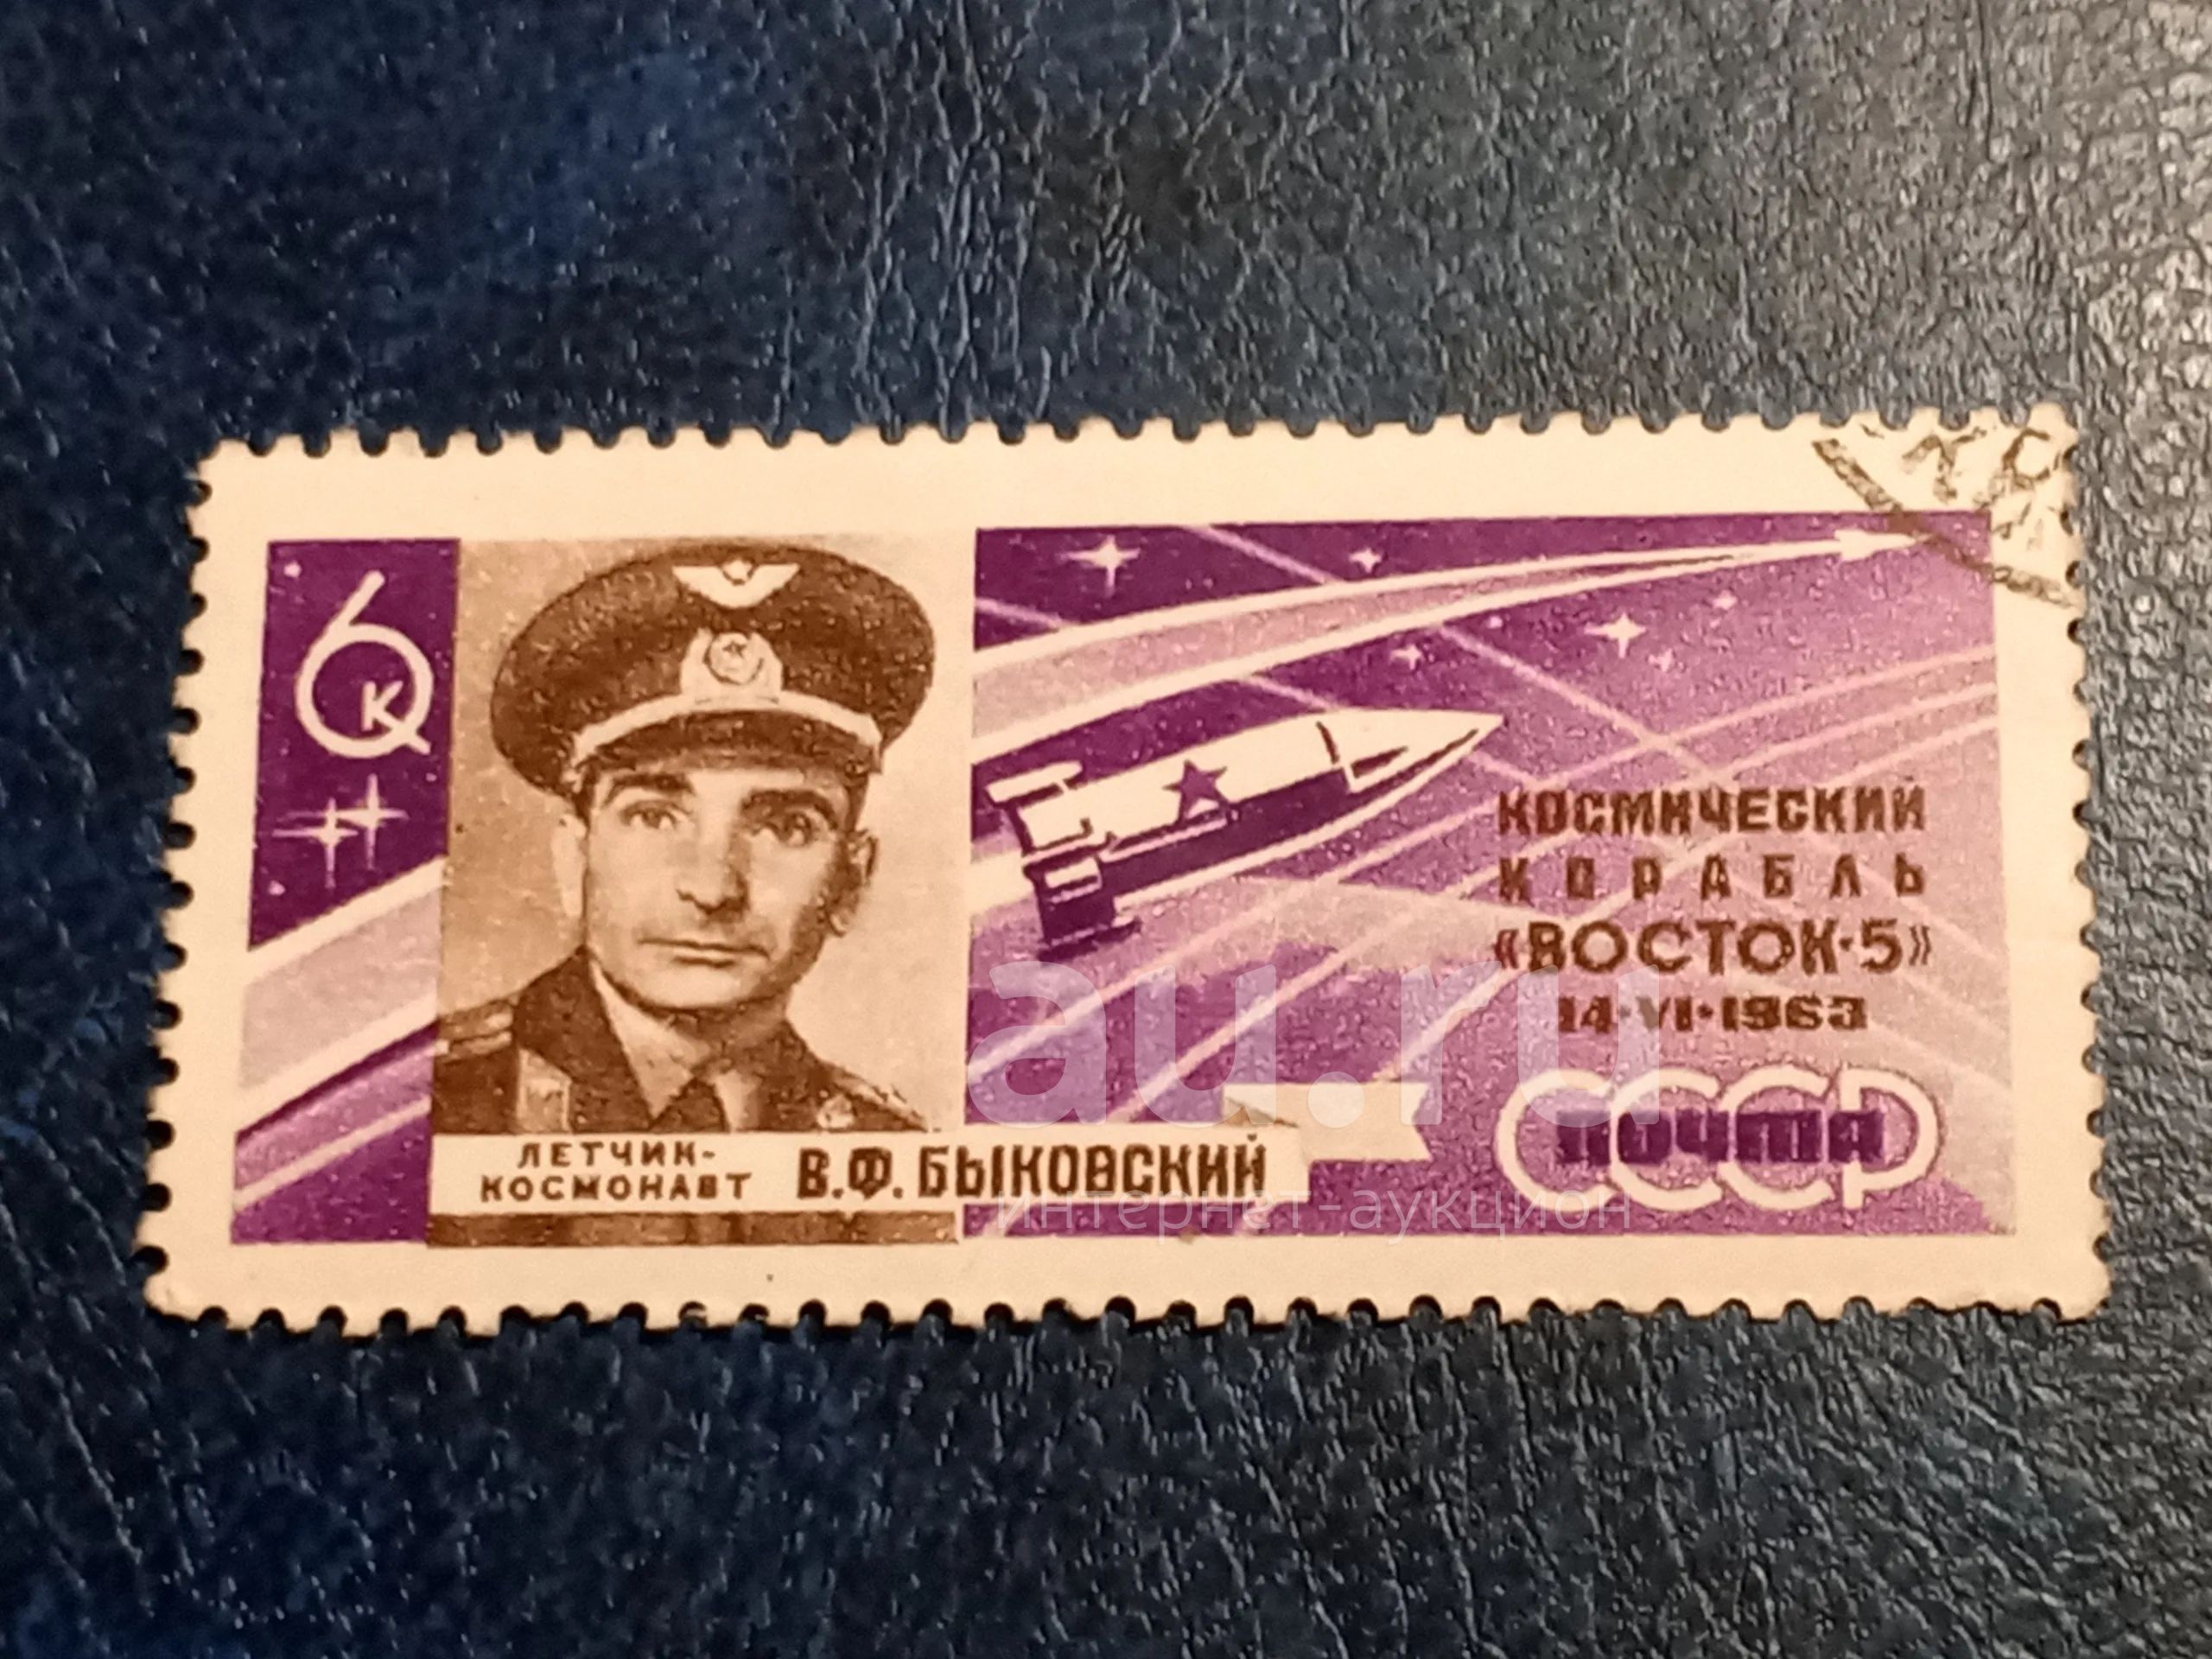 6
К
КОСМИЧЕСКИЙ
КОРАБЛЬ
«ВОСТОК-5»
14·VI·1963
СССР
ПОЧТА
ЛЕТЧИК-
КОСМОНАВТ
В.Ф. БЫКОВСКИЙ
au.ru
интернет-аукцион